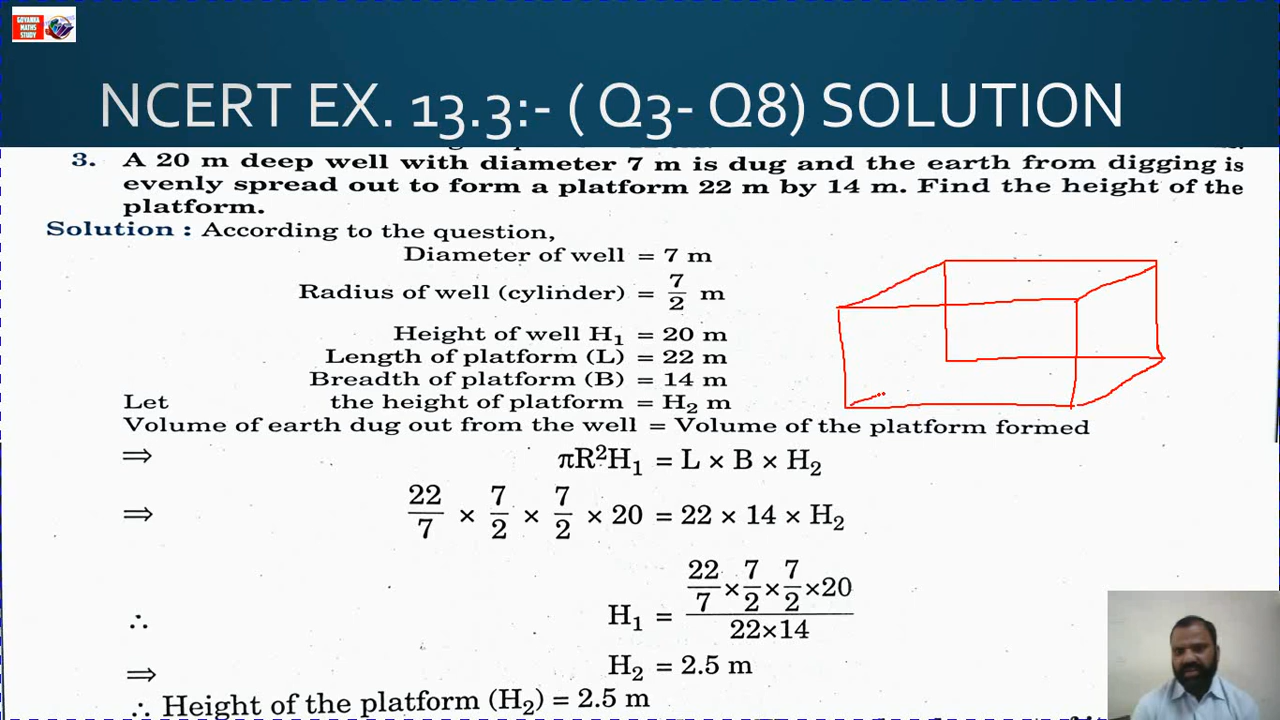 GOYANKA
MATHS
STUDY
NCERT EX. 13.3:- ( Q3- Q8) SOLUTION
3. A 20 m deep well with diameter 7 m is dug and the earth from digging is
evenly spread out to form a platform 22 m by 14 m. Find the height of the
platform.
Solution : According to the question,
Diameter of well = 7 m
Radius of well (cylinder) = 7/2 m
Height of well H₁ = 20 m
Length of platform (L) = 22 m
Breadth of platform (B) = 14 m
Let the height of platform = H₂ m
Volume of earth dug out from the well = Volume of the platform formed
⇒ πR²H₁ = L × B × H₂
⇒ 22/7 × 7/2 × 7/2 × 20 = 22 × 14 × H₂
∴ H₁ = (22/7 × 7/2 × 7/2 × 20)/(22×14)
⇒ H₂ = 2.5 m
∴ Height of the platform (H₂) = 2.5 m